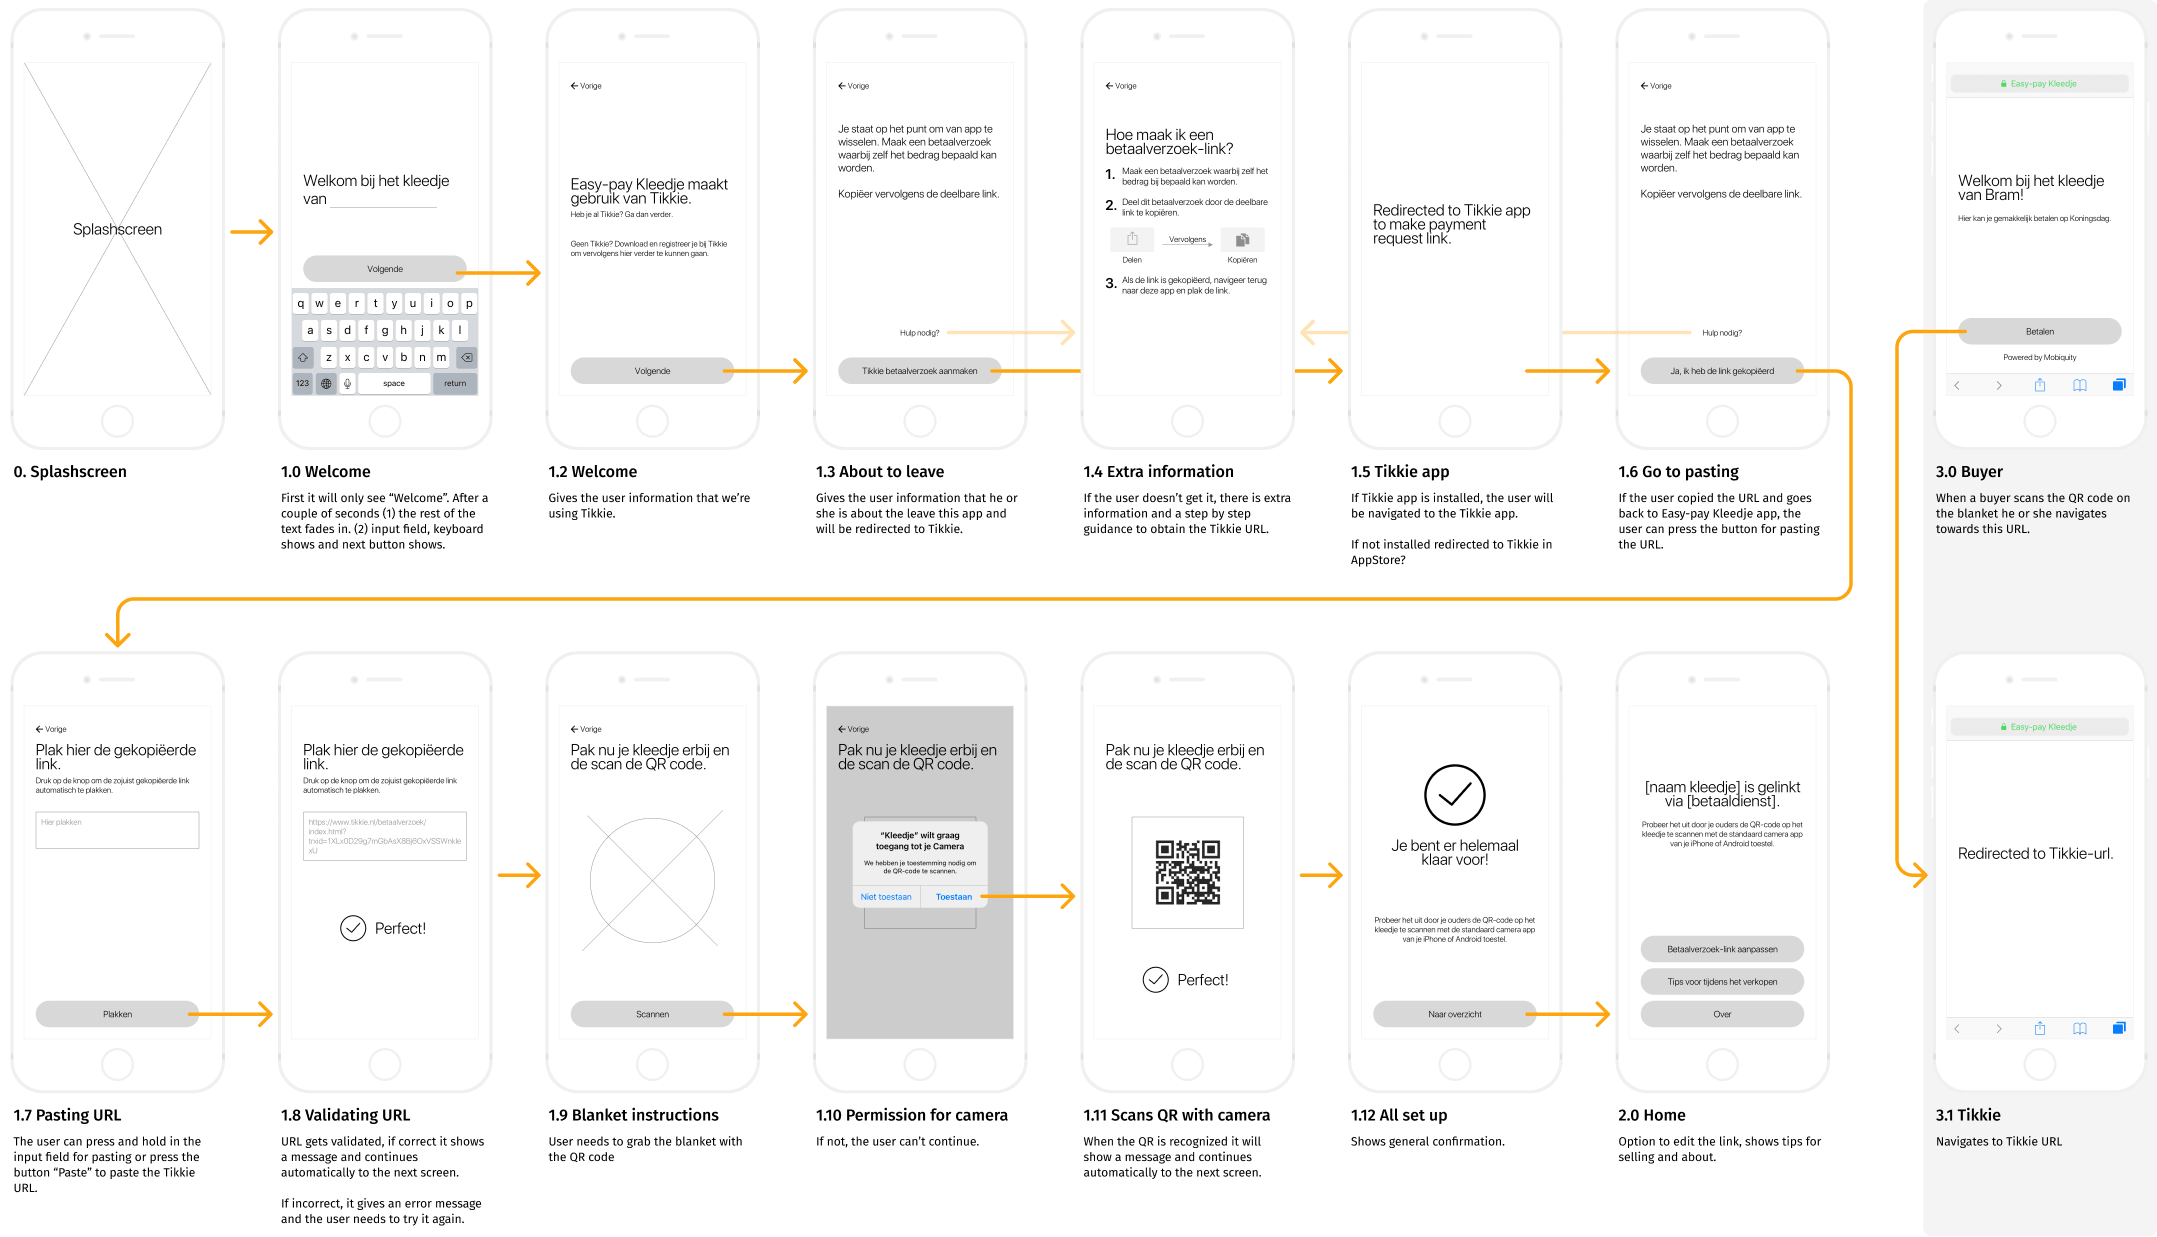 Splashscreen
0. Splashscreen
Welkom bij het kleedje
van
Volgende
q w e r t y u i o p
a s d f g h j k l
z x c v b n m
123 space return
1.0 Welcome
First it will only see “Welcome”. After a
couple of seconds (1) the rest of the
text fades in. (2) input field, keyboard
shows and next button shows.
Vorige
Easy-pay Kleedje maakt
gebruik van Tikkie.
Heb je al Tikkie? Ga dan verder.
Geen Tikkie? Download en registreer je bij Tikkie
om vervolgens hier verder te kunnen gaan.
Volgende
1.2 Welcome
Gives the user information that we’re
using Tikkie.
Vorige
Je staat op het punt om van app te
wisselen. Maak een betaalverzoek
waarbij zelf het bedrag bepaald kan
worden.
Kopiëer vervolgens de deelbare link.
Hulp nodig?
Tikkie betaalverzoek aanmaken
1.3 About to leave
Gives the user information that he or
she is about the leave this app and
will be redirected to Tikkie.
Vorige
Hoe maak ik een
betaalverzoek-link?
1. Maak een betaalverzoek waarbij zelf het
bedrag bij bepaald kan worden.
2. Deel dit betaalverzoek door de deelbare
link te kopiëren.
Vervolgens
Delen Kopiëren
3. Als de link is gekopiëerd, navigeer terug
naar deze app en plak de link.
1.4 Extra information
If the user doesn’t get it, there is extra
information and a step by step
guidance to obtain the Tikkie URL.
Redirected to Tikkie app
to make payment
request link.
1.5 Tikkie app
If Tikkie app is installed, the user will
be navigated to the Tikkie app.
If not installed redirected to Tikkie in
AppStore?
Vorige
Je staat op het punt om van app te
wisselen. Maak een betaalverzoek
waarbij zelf het bedrag bepaald kan
worden.
Kopiëer vervolgens de deelbare link.
Hulp nodig?
Ja, ik heb de link gekopiëerd
1.6 Go to pasting
If the user copied the URL and goes
back to Easy-pay Kleedje app, the
user can press the button for pasting
the URL.
Easy-pay Kleedje
Welkom bij het kleedje
van Bram!
Hier kan je gemakkelijk betalen op Koningsdag.
Betalen
Powered by Mobiquity
3.0 Buyer
When a buyer scans the QR code on
the blanket he or she navigates
towards this URL.
Vorige
Plak hier de gekopiëerde
link.
Druk op de knop om de zojuist gekopiëerde link
automatisch te plakken.
Hier plakken
Plakken
1.7 Pasting URL
The user can press and hold in the
input field for pasting or press the
button “Paste” to paste the Tikkie
URL.
Plak hier de gekopiëerde
link.
Druk op de knop om de zojuist gekopiëerde link
automatisch te plakken.
https://www.tikkie.nl/betaalverzoek/
index.html?
Perfect!
1.8 Validating URL
URL gets validated, if correct it shows
a message and continues
automatically to the next screen.
If incorrect, it gives an error message
and the user needs to try it again.
Vorige
Pak nu je kleedje erbij en
de scan de QR code.
Scannen
1.9 Blanket instructions
User needs to grab the blanket with
the QR code
Vorige
Pak nu je kleedje erbij en
de scan de QR code.
“Kleedje” wilt graag
toegang tot je Camera
We hebben je toestemming nodig om
de QR-code te scannen.
Niet toestaan Toestaan
1.10 Permission for camera
If not, the user can’t continue.
Pak nu je kleedje erbij en
de scan de QR code.
Perfect!
1.11 Scans QR with camera
When the QR is recognized it will
show a message and continues
automatically to the next screen.
Je bent er helemaal
klaar voor!
Probeer het uit door je ouders de QR-code op het
kleedje te scannen met de standaard camera app
van je iPhone of Android toestel.
Naar overzicht
1.12 All set up
Shows general confirmation.
[naam kleedje] is gelinkt
via [betaaldienst].
Probeer het uit door je ouders de QR-code op het
kleedje te scannen met de standaard camera app
van je iPhone of Android toestel.
Betaalverzoek-link aanpassen
Tips voor tijdens het verkopen
Over
2.0 Home
Option to edit the link, shows tips for
selling and about.
Easy-pay Kleedje
Redirected to Tikkie-url.
3.1 Tikkie
Navigates to Tikkie URL